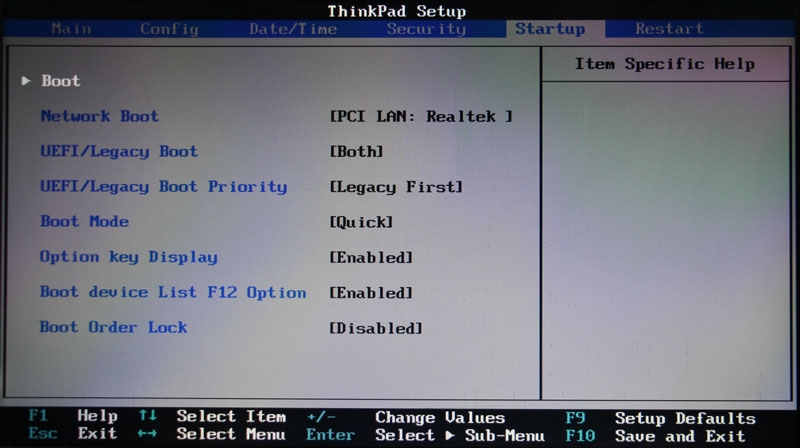 ThinkPad Setup
Main Config Date/Time Security Startup Restart
Item Specific Help
Boot
Network Boot [PCI LAN: Realtek ]
UEFI/Legacy Boot [Both]
UEFI/Legacy Boot Priority [Legacy First]
Boot Mode [Quick]
Option key Display [Enabled]
Boot device List F12 Option [Enabled]
Boot Order Lock [Disabled]
F1 Help ↑↓ Select Item +/- Change Values F9 Setup Defaults
Esc Exit ←→ Select Menu Enter Select ▶ Sub-Menu F10 Save and Exit